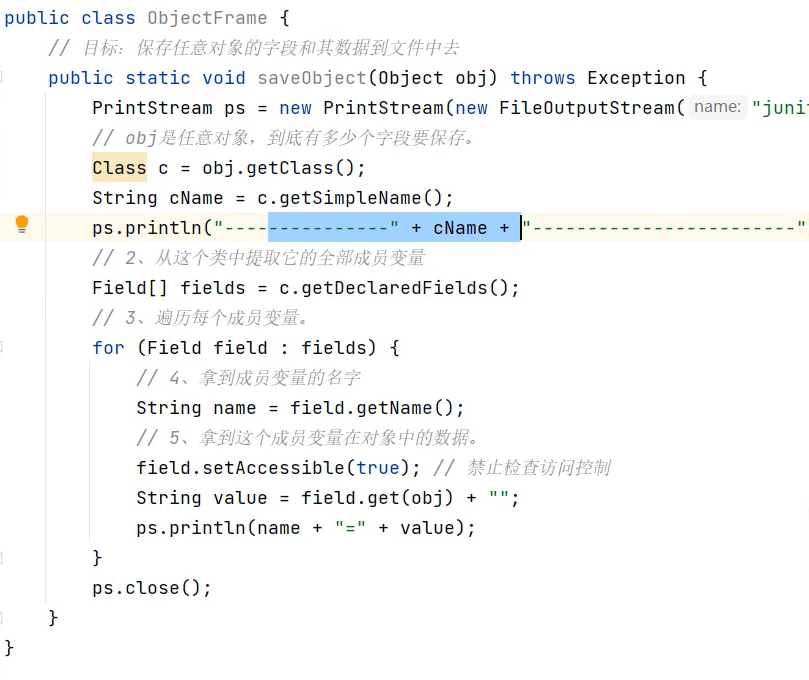 public class ObjectFrame {
// 目标：保存任意对象的字段和其数据到文件中去
public static void saveObject(Object obj) throws Exception {
PrintStream ps = new PrintStream(new FileOutputStream( name: "juni
// obj是任意对象，到底有多少个字段要保存。
Class c = obj.getClass();
String cName = c.getSimpleName();
ps.println("---------------" + cName + "------------------------"
// 2、从这个类中提取它的全部成员变量
Field[] fields = c.getDeclaredFields();
// 3、遍历每个成员变量。
for (Field field : fields) {
// 4、拿到成员变量的名字
String name = field.getName();
// 5、拿到这个成员变量在对象中的数据。
field.setAccessible(true); // 禁止检查访问控制
String value = field.get(obj) + "";
ps.println(name + "=" + value);
}
ps.close();
}
}